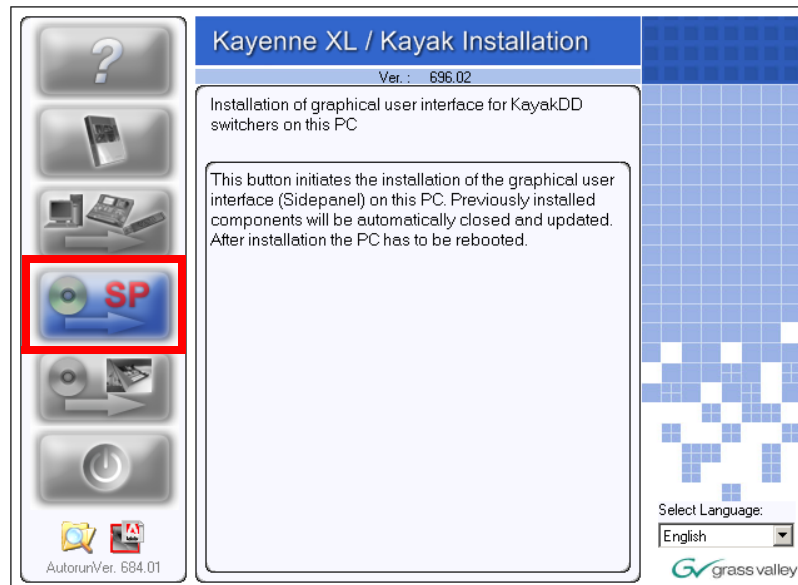 Kayenne XL / Kayak Installation
Ver. : 696.02
Installation of graphical user interface for KayakDD
switchers on this PC
This button initiates the installation of the graphical user
interface (Sidepanel) on this PC. Previously installed
components will be automatically closed and updated.
After installation the PC has to be rebooted.
?
SP
AutorunVer. 684.01
Select Language:
English
grass valley